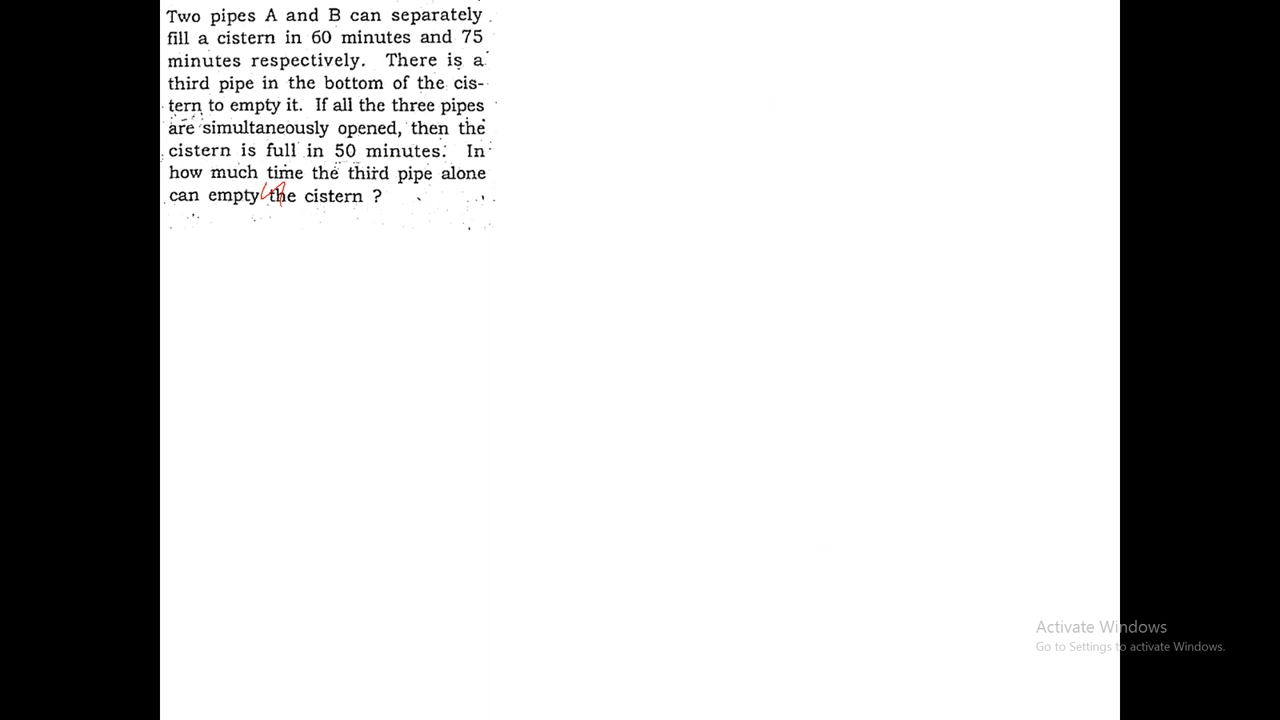 Two pipes A and B can separately
fill a cistern in 60 minutes and 75
minutes respectively. There is a
third pipe in the bottom of the cis-
tern to empty it. If all the three pipes
are simultaneously opened, then the
cistern is full in 50 minutes. In
how much time the third pipe alone
can empty the cistern ?
Activate Windows
Go to Settings to activate Windows.